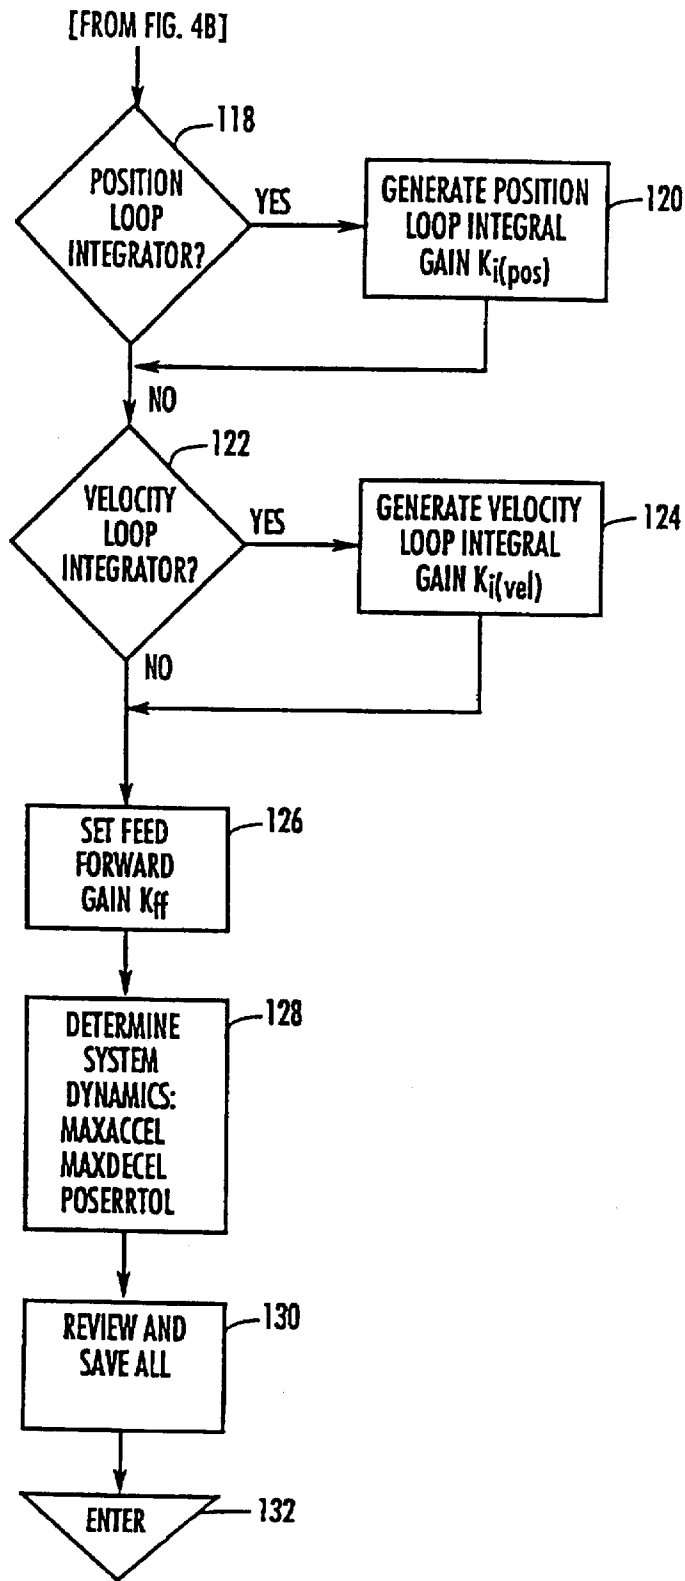 [FROM FIG. 4B]
118
POSITION
LOOP
INTEGRATOR?
YES
GENERATE POSITION
LOOP INTEGRAL
GAIN Ki(pos)
120
NO
122
VELOCITY
LOOP
INTEGRATOR?
YES
GENERATE VELOCITY
LOOP INTEGRAL
GAIN Ki(vel)
124
NO
SET FEED
FORWARD
GAIN Kff
126
DETERMINE
SYSTEM
DYNAMICS:
MAXACCEL
MAXDECEL
POSERRTOL
128
REVIEW AND
SAVE ALL
130
ENTER
132